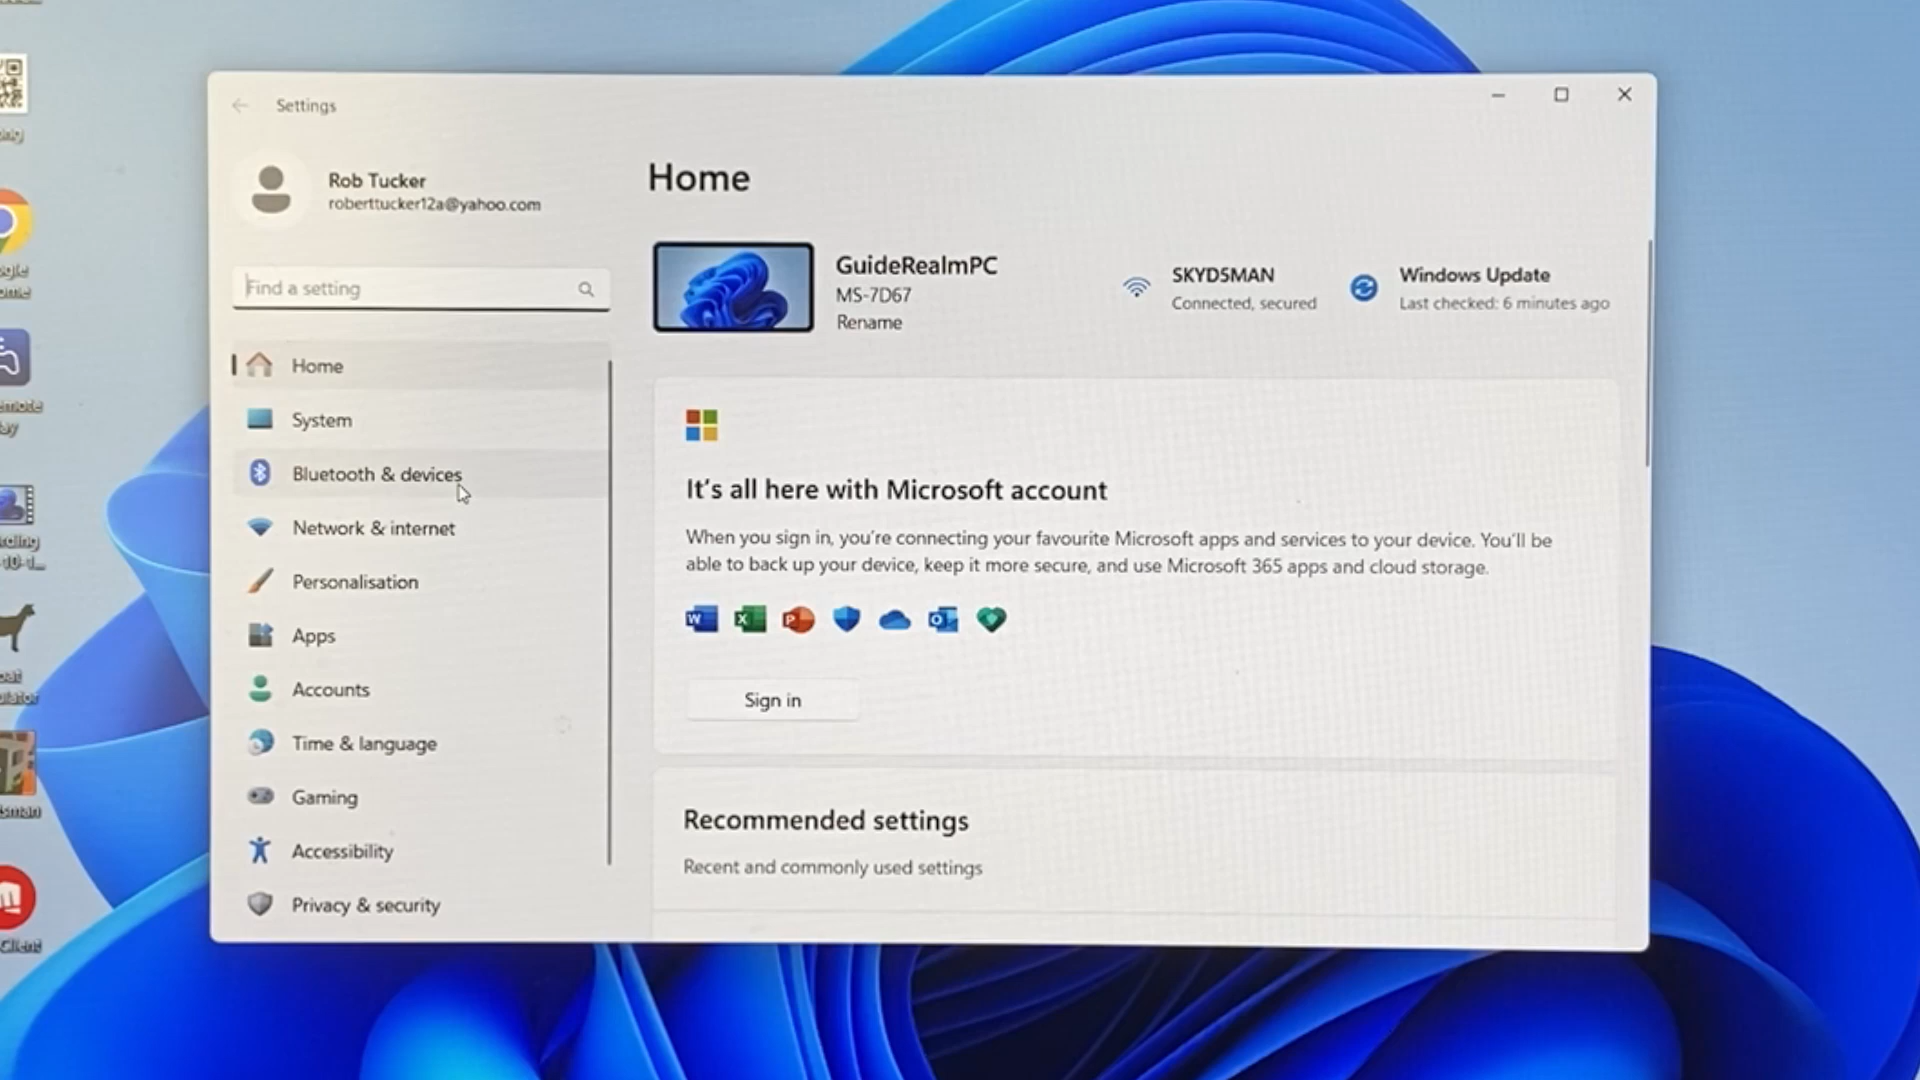 Settings
Rob Tucker
roberttucker12a@yahoo.com
Find a setting
Home
System
Bluetooth & devices
Network & internet
Personalisation
Apps
Accounts
Time & language
Gaming
Accessibility
Privacy & security
Home
GuideRealmPC
MS-7D67
Rename
SKYD5MAN
Connected, secured
Windows Update
Last checked: 6 minutes ago
It's all here with Microsoft account
When you sign in, you're connecting your favourite Microsoft apps and services to your device. You'll be
able to back up your device, keep it more secure, and use Microsoft 365 apps and cloud storage.
Sign in
Recommended settings
Recent and commonly used settings
Client